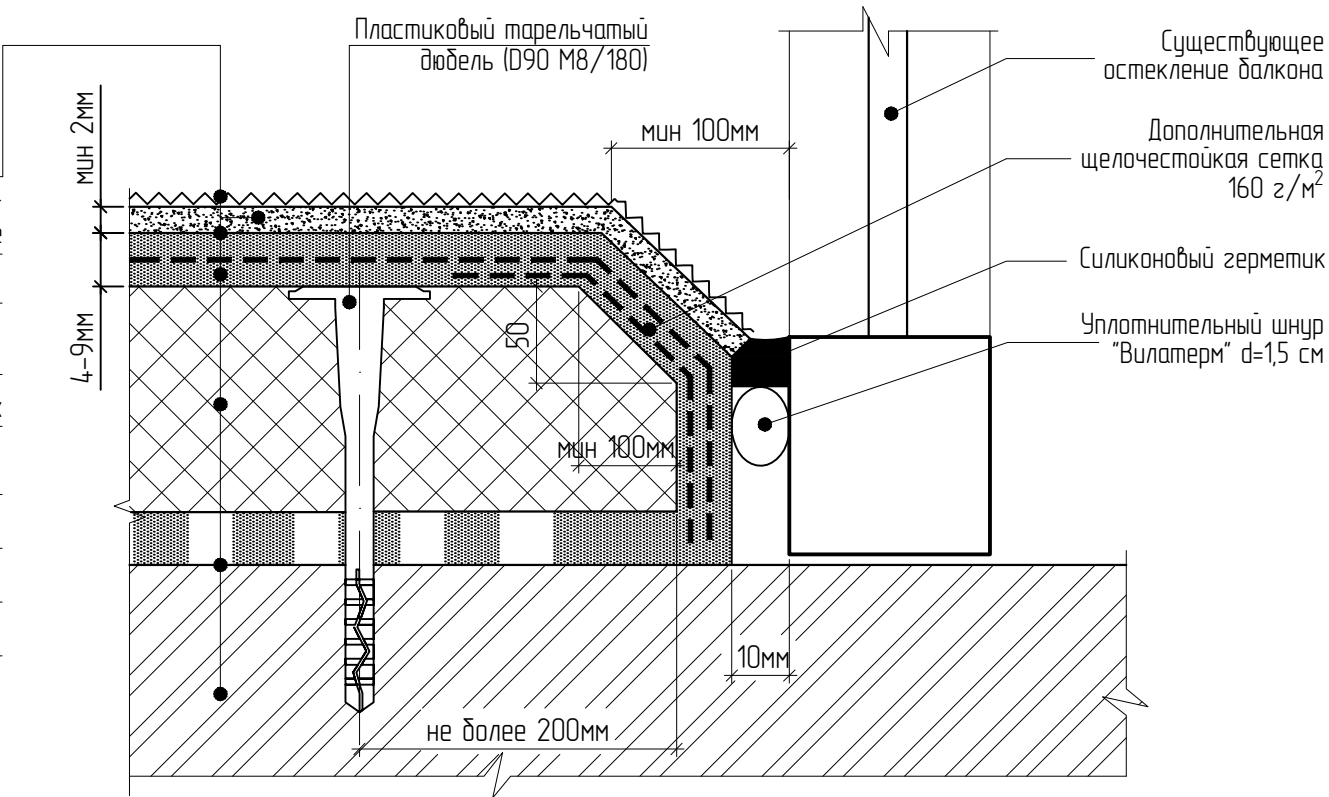 Пластиковый тарельчатый
дюбель (D90 М8/180)
Существующее
остекление балкона
мин 2мм
мин 100мм
Дополнительная
щелочестойкая сетка
160 г/м²
Силиконовый герметик
4-9мм
50
Уплотнительный шнур
"Вилатерм" d=1,5 см
мин 100мм
10мм
не более 200мм